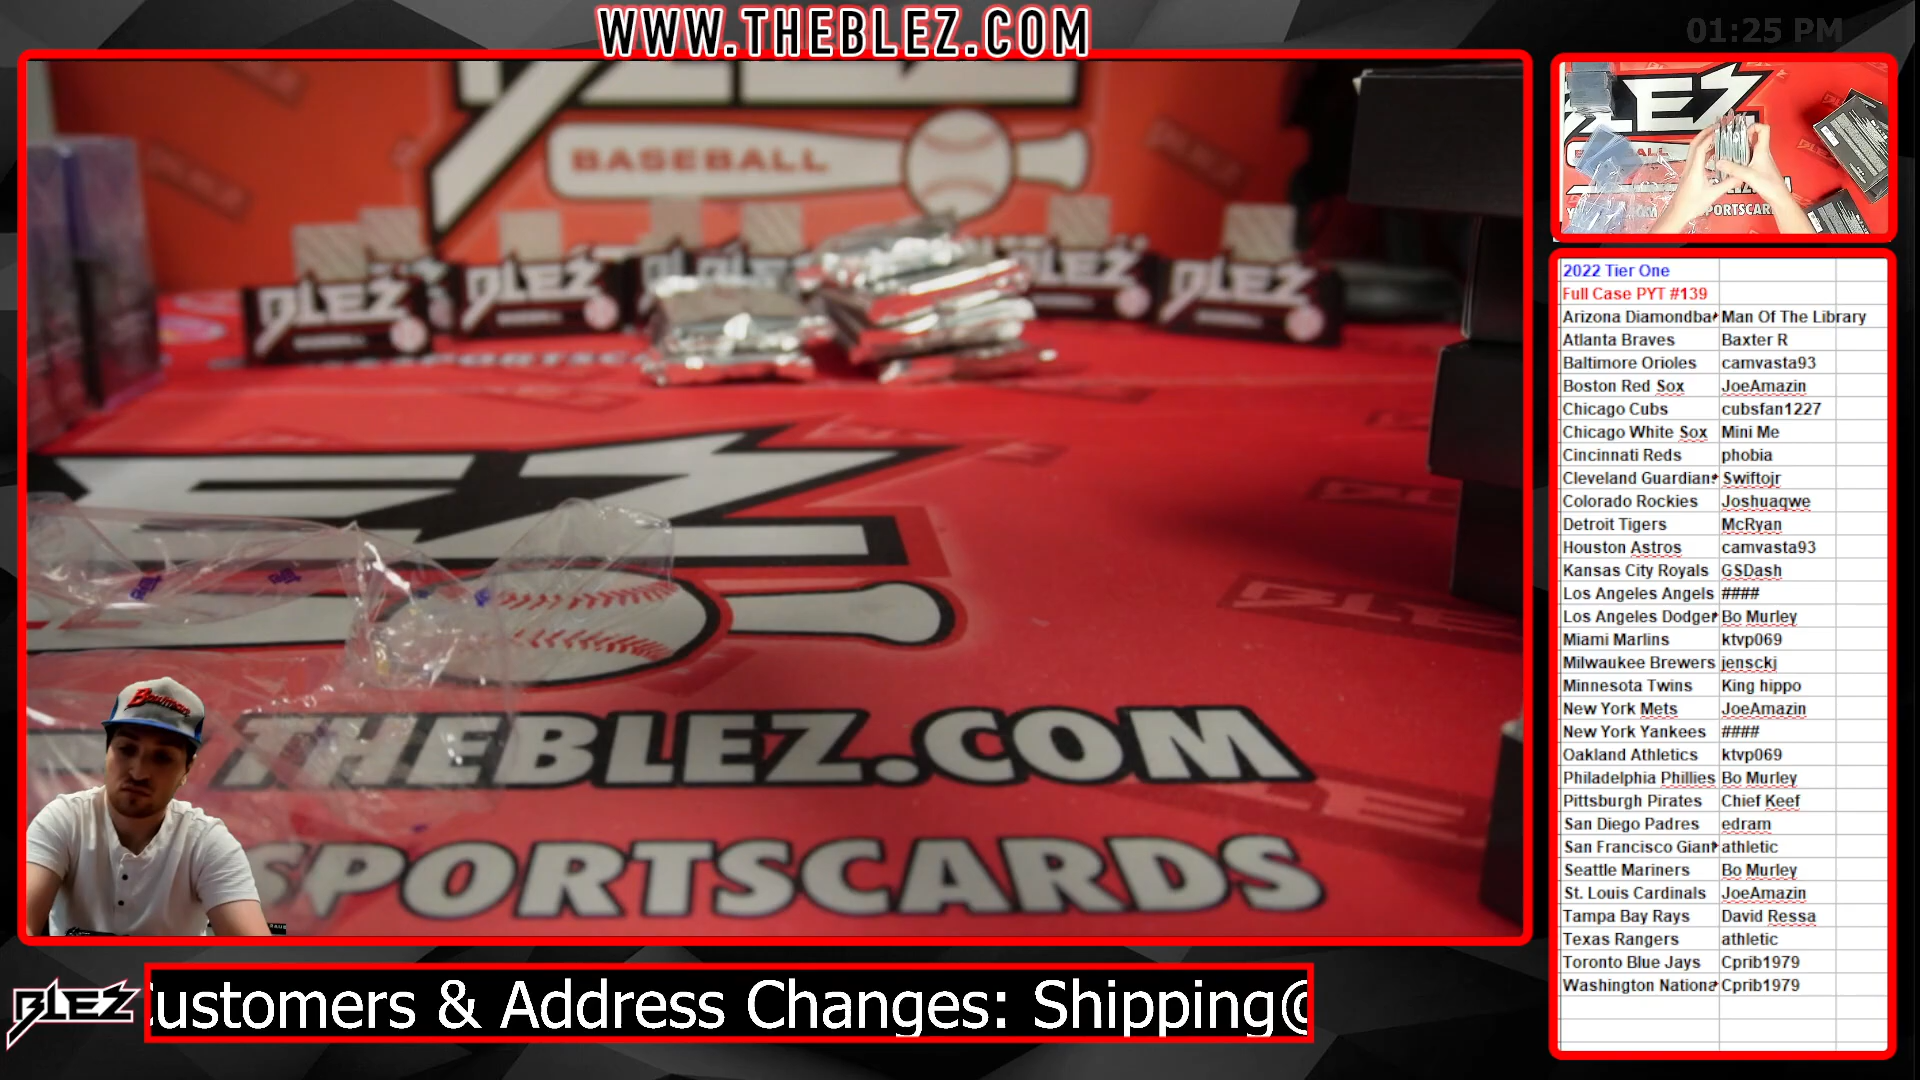 WWW.THEBLEZ.COM
01:25 PM
BASEBALL
BLEZ
BLEZ
BLEZ
BLEZ
BLEZ
THEBLEZ.COM
SPORTSCARDS
2022 Tier One
Full Case PYT #139
Arizona Diamondba Man Of The Library
Atlanta Braves Baxter R
Baltimore Orioles camvasta93
Boston Red Sox JoeAmazin
Chicago Cubs cubsfan1227
Chicago White Sox Mini Me
Cincinnati Reds phobia
Cleveland Guardian Swiftojr
Colorado Rockies Joshuaqwe
Detroit Tigers McRyan
Houston Astros camvasta93
Kansas City Royals GSDash
Los Angeles Angels ####
Los Angeles Dodger Bo Murley
Miami Marlins ktvp069
Milwaukee Brewers jensckj
Minnesota Twins King hippo
New York Mets JoeAmazin
New York Yankees ####
Oakland Athletics ktvp069
Philadelphia Phillies Bo Murley
Pittsburgh Pirates Chief Keef
San Diego Padres edram
San Francisco Giant athletic
Seattle Mariners Bo Murley
St. Louis Cardinals JoeAmazin
Tampa Bay Rays David Ressa
Texas Rangers athletic
Toronto Blue Jays Cprib1979
Washington Nationa Cprib1979
BLEZ
ustomers & Address Changes: Shipping@